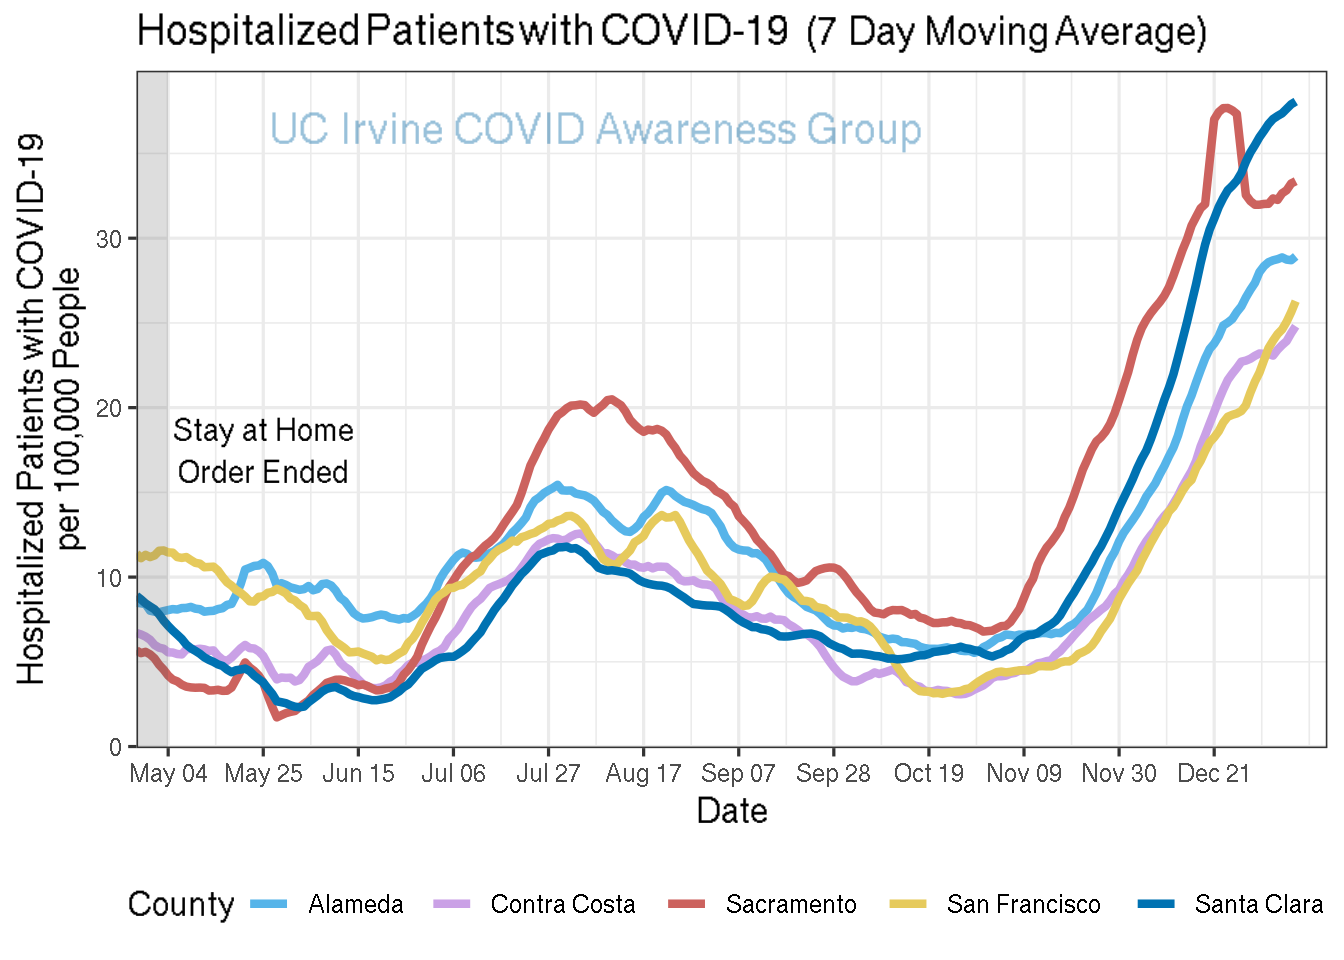 Hospitalized Patients with COVID-19 (7 Day Moving Average)
UC Irvine COVID Awareness Group
Hospitalized Patients with COVID-19
per 100,000 People
30
20
10
0
Stay at Home
Order Ended
May 04 May 25 Jun 15 Jul 06 Jul 27 Aug 17 Sep 07 Sep 28 Oct 19 Nov 09 Nov 30 Dec 21
Date
County Alameda Contra Costa Sacramento San Francisco Santa Clara